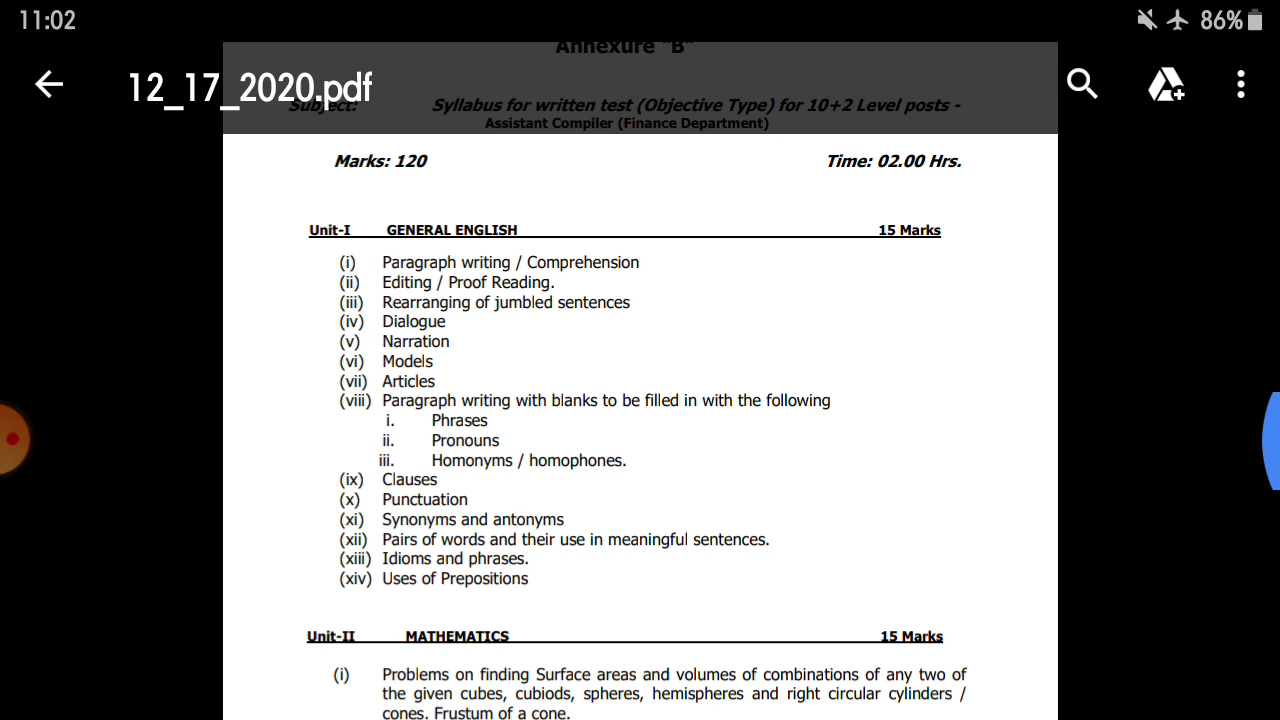 11:02
86%
Annexure "B"
12_17_2020.pdf
Subject: Syllabus for written test (Objective Type) for 10+2 Level posts -
Assistant Compiler (Finance Department)
Marks: 120 Time: 02.00 Hrs.
Unit-I GENERAL ENGLISH 15 Marks
(i) Paragraph writing / Comprehension
(ii) Editing / Proof Reading.
(iii) Rearranging of jumbled sentences
(iv) Dialogue
(v) Narration
(vi) Models
(vii) Articles
(viii) Paragraph writing with blanks to be filled in with the following
i. Phrases
ii. Pronouns
iii. Homonyms / homophones.
(ix) Clauses
(x) Punctuation
(xi) Synonyms and antonyms
(xii) Pairs of words and their use in meaningful sentences.
(xiii) Idioms and phrases.
(xiv) Uses of Prepositions
Unit-II MATHEMATICS 15 Marks
(i) Problems on finding Surface areas and volumes of combinations of any two of
the given cubes, cubiods, spheres, hemispheres and right circular cylinders /
cones. Frustum of a cone.